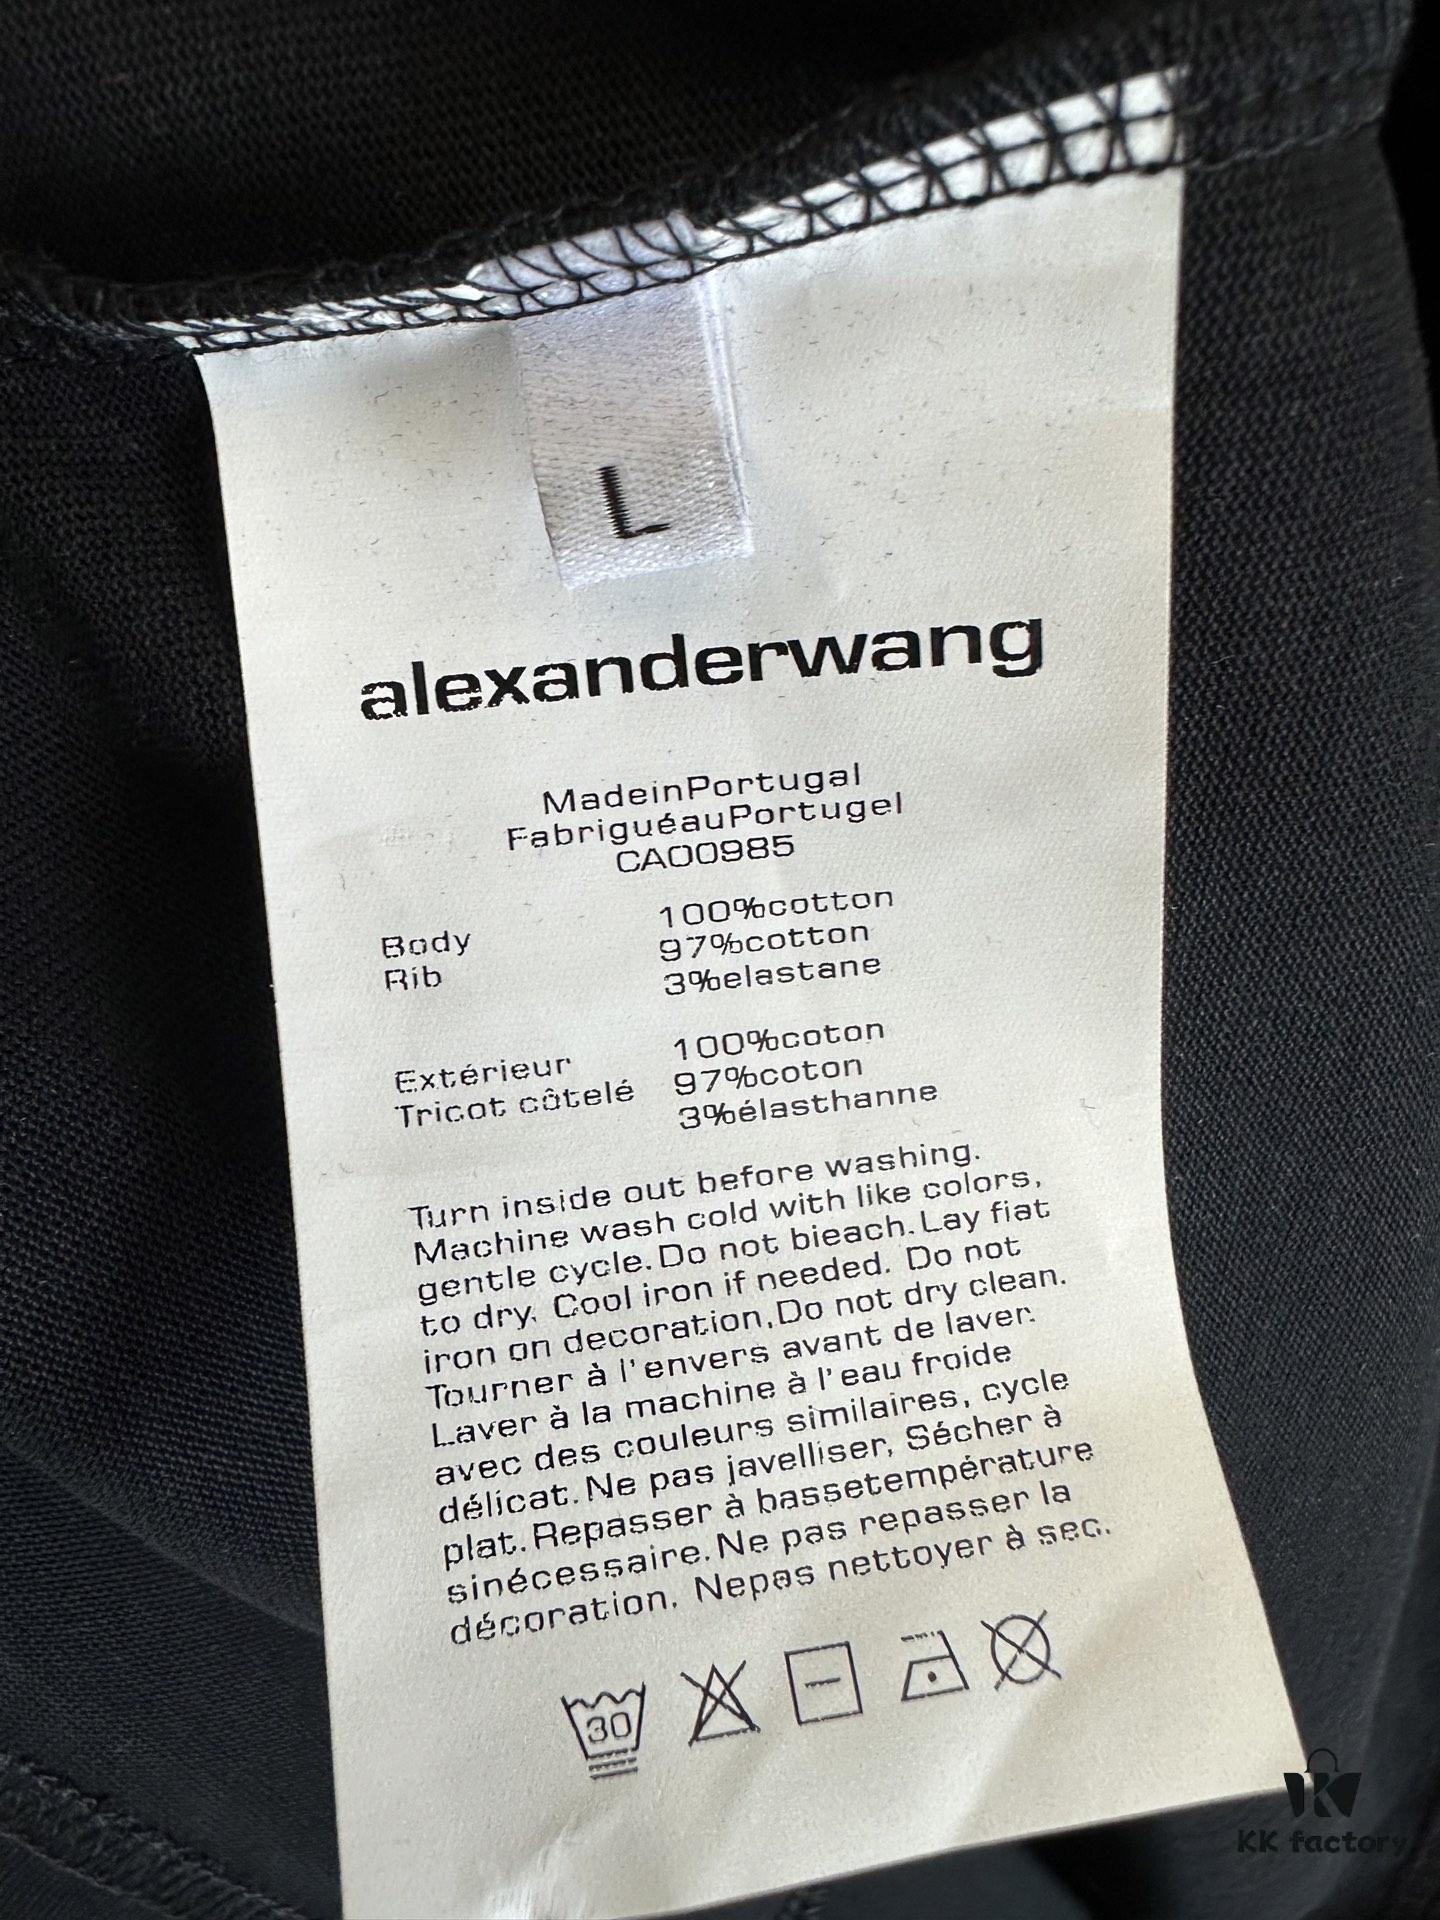 L
alexanderwang
MadeinPortugal
FabriguéauPortugel
CA00985
Body 100%cotton
Rib 97%cotton
3%elastane
Extérieur 100%coton
Tricot côtelé 97%coton
3%élasthanne
Turn inside out before washing.
Machine wash cold with like colors,
gentle cycle. Do not bieach. Lay fiat
to dry. Cool iron if needed. Do not
iron on decoration, Do not dry clean.
Tourner à l'envers avant de laver.
Laver à la machine à l'eau froide
avec des couleurs similaires, cycle
délicat. Ne pas javelliser, Sécher à
plat. Repasser à bassetempérature
sinécessaire. Ne pas repasser la
décoration. Nepas nettoyer à sec.
30
KK factory